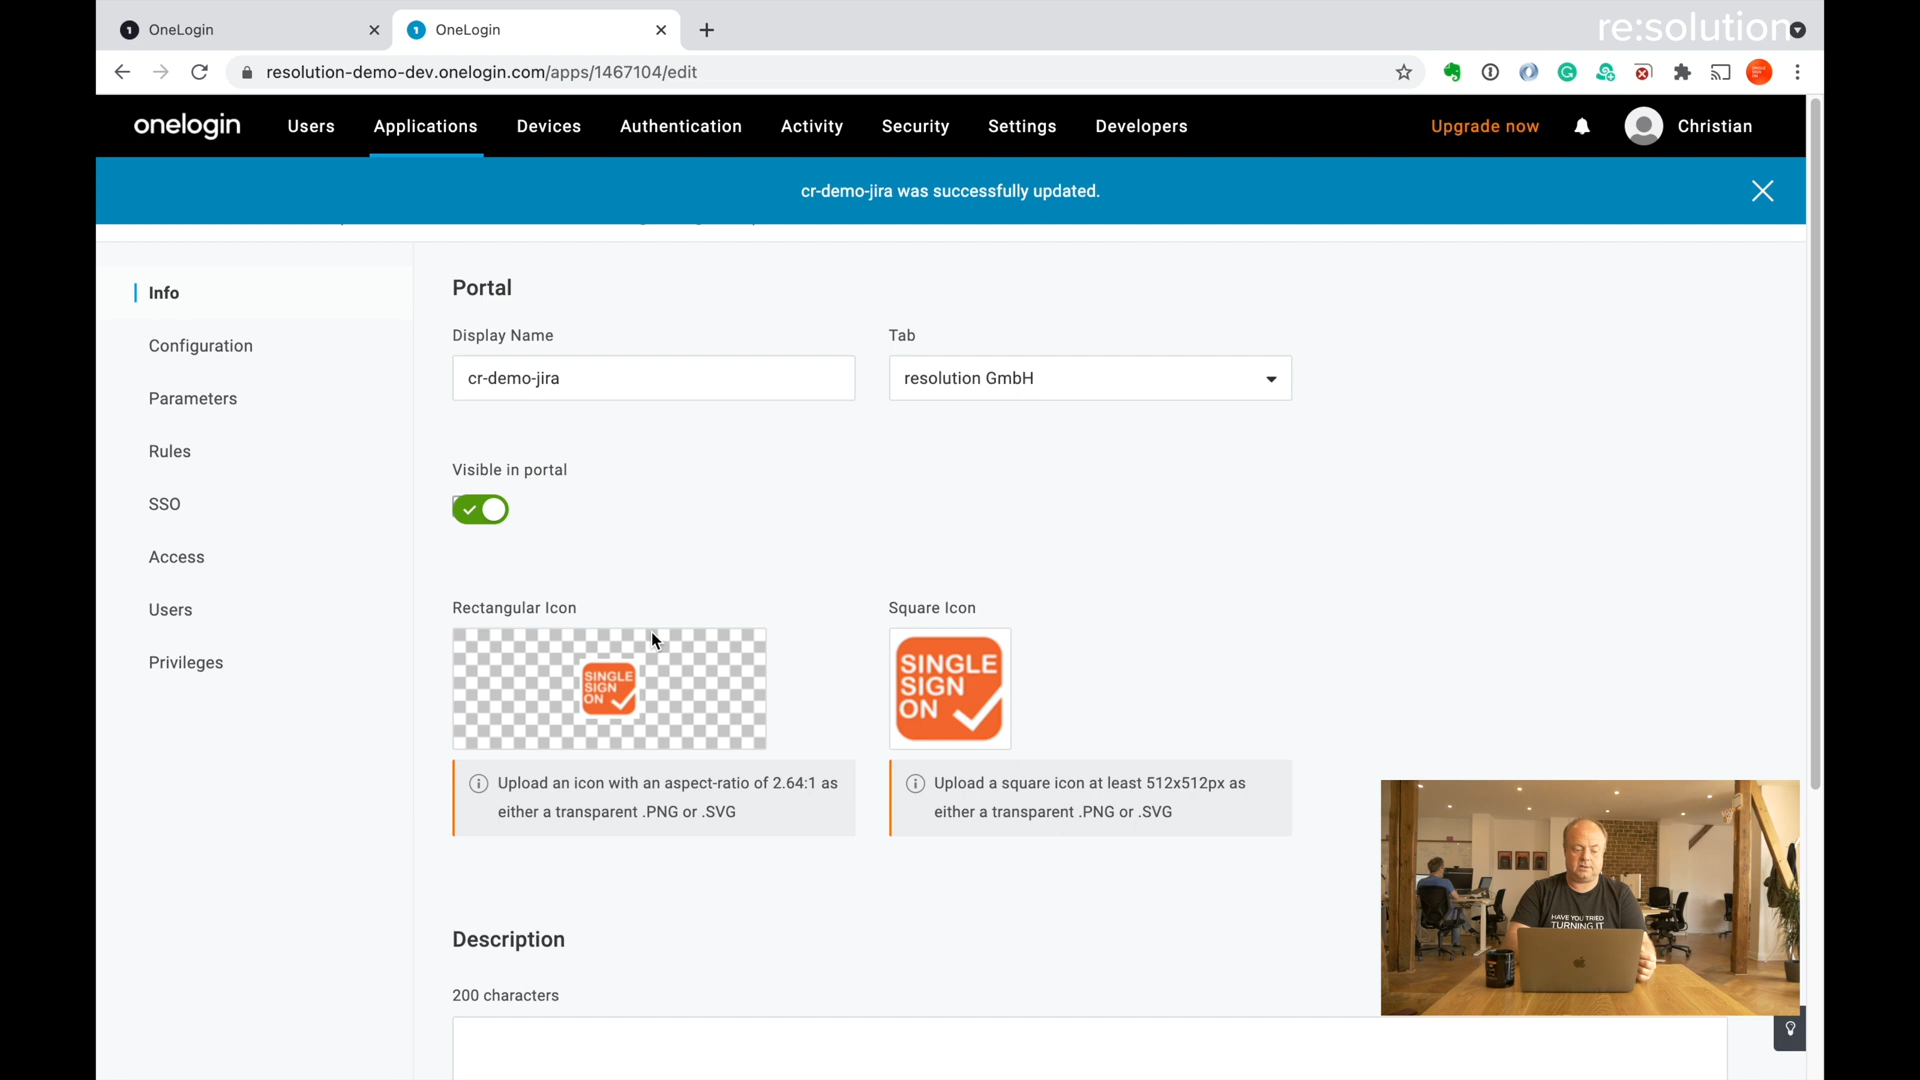 OneLogin
OneLogin
re:solution
resolution-demo-dev.onelogin.com/apps/1467104/edit
onelogin
Users
Applications
Devices
Authentication
Activity
Security
Settings
Developers
Upgrade now
Christian
cr-demo-jira was successfully updated.
Info
Configuration
Parameters
Rules
SSO
Access
Users
Privileges
Portal
Display Name
cr-demo-jira
Tab
resolution GmbH
Visible in portal
Rectangular Icon
SINGLE
SIGN
ON
Upload an icon with an aspect-ratio of 2.64:1 as
either a transparent .PNG or .SVG
Square Icon
SINGLE
SIGN
ON
Upload a square icon at least 512x512px as
either a transparent .PNG or .SVG
Description
200 characters
HAVE YOU TRIED
TURNING IT